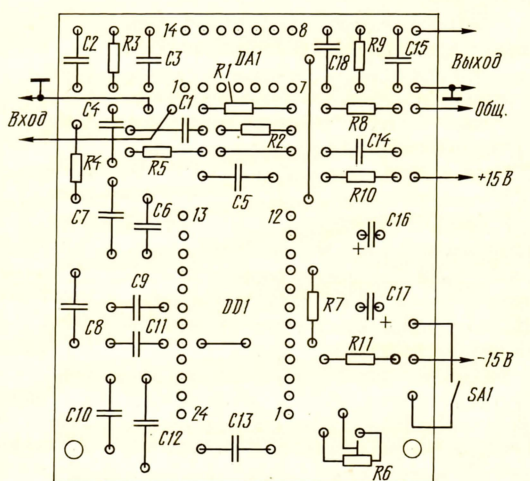 14 8
C2 R3 C3 DA1 C18 R9 C15 Выход
1 R1 7
Вход C4 C1 R8 Общ.
R2 C14
R4 R5
C5 R10 +15 В
C7 C6 13 12 C16
+
C9 C17
C8 DD1 R7 +
C11
R11 -15 В
SA1
C10 24 1
C12 C13
R6